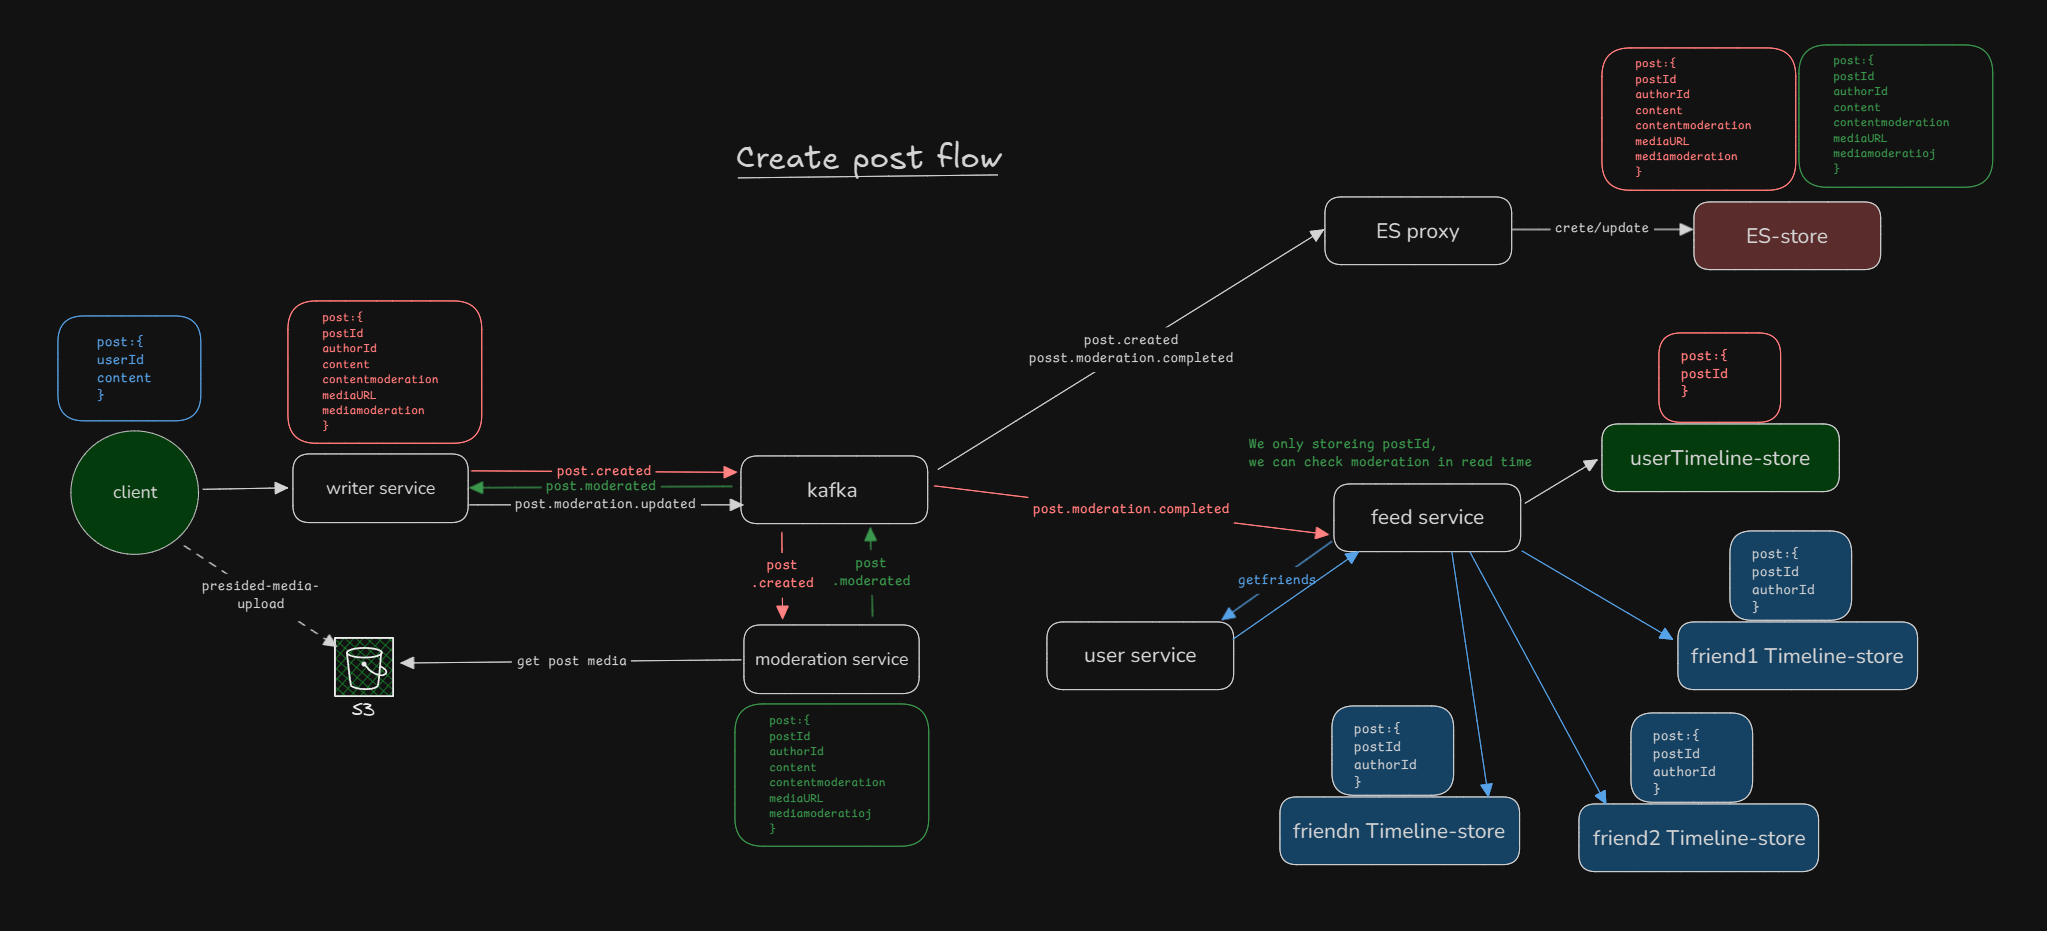 Create post flow
post:{
userId
content
}
client
post:{
postId
authorId
content
contentmoderation
mediaURL
mediamoderation
}
writer service
post.created
post.moderated
post.moderation.updated
kafka
presided-media-
upload
S3
get post media
post
.created
post
.moderated
moderation service
post:{
postId
authorId
content
contentmoderation
mediaURL
mediamoderatioj
}
post.created
posst.moderation.completed
ES proxy
crete/update
post:{
postId
authorId
content
contentmoderation
mediaURL
mediamoderation
}
post:{
postId
authorId
content
contentmoderation
mediaURL
mediamoderatioj
}
ES-store
post.moderation.completed
We only storeing postId,
we can check moderation in read time
feed service
getfriends
user service
post:{
postId
}
userTimeline-store
post:{
postId
authorId
}
friend1 Timeline-store
post:{
postId
authorId
}
friendn Timeline-store
post:{
postId
authorId
}
friend2 Timeline-store